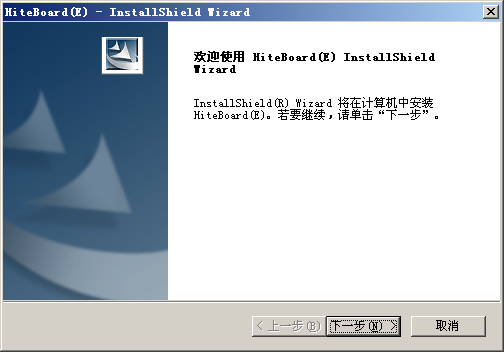 HiteBoard(E) - InstallShield Wizard
欢迎使用 HiteBoard(E) InstallShield
Wizard
InstallShield(R) Wizard 将在计算机中安装
HiteBoard(E)。若要继续，请单击“下一步”。
< 上一步(B)
下一步(N) >
取消